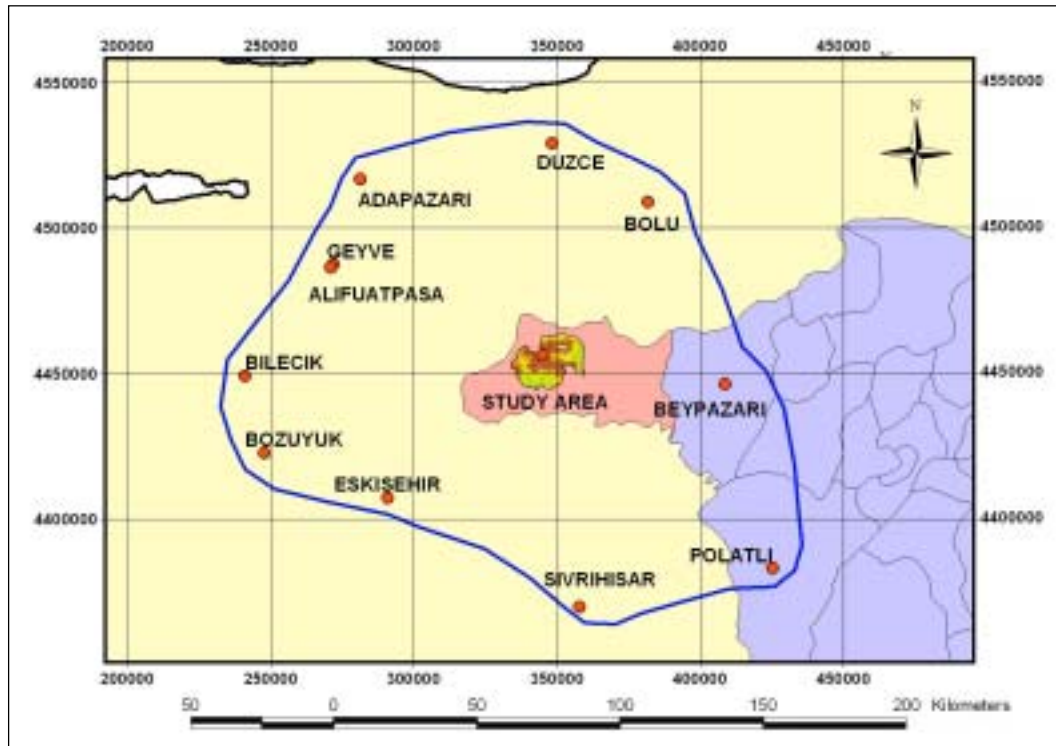 200000 250000 300000 350000 400000 450000
N
4550000 4550000
DUZCE
ADAPAZARI
BOLU
4500000 4500000
GEYVE
ALIFUATPASA
BILECIK
4450000 4450000
STUDY AREA
BEYPAZARI
BOZUYUK
ESKISEHIR
4400000 4400000
POLATLI
SIVRIHISAR
200000 250000 300000 350000 400000 450000
50 0 50 100 150 200 Kilometers